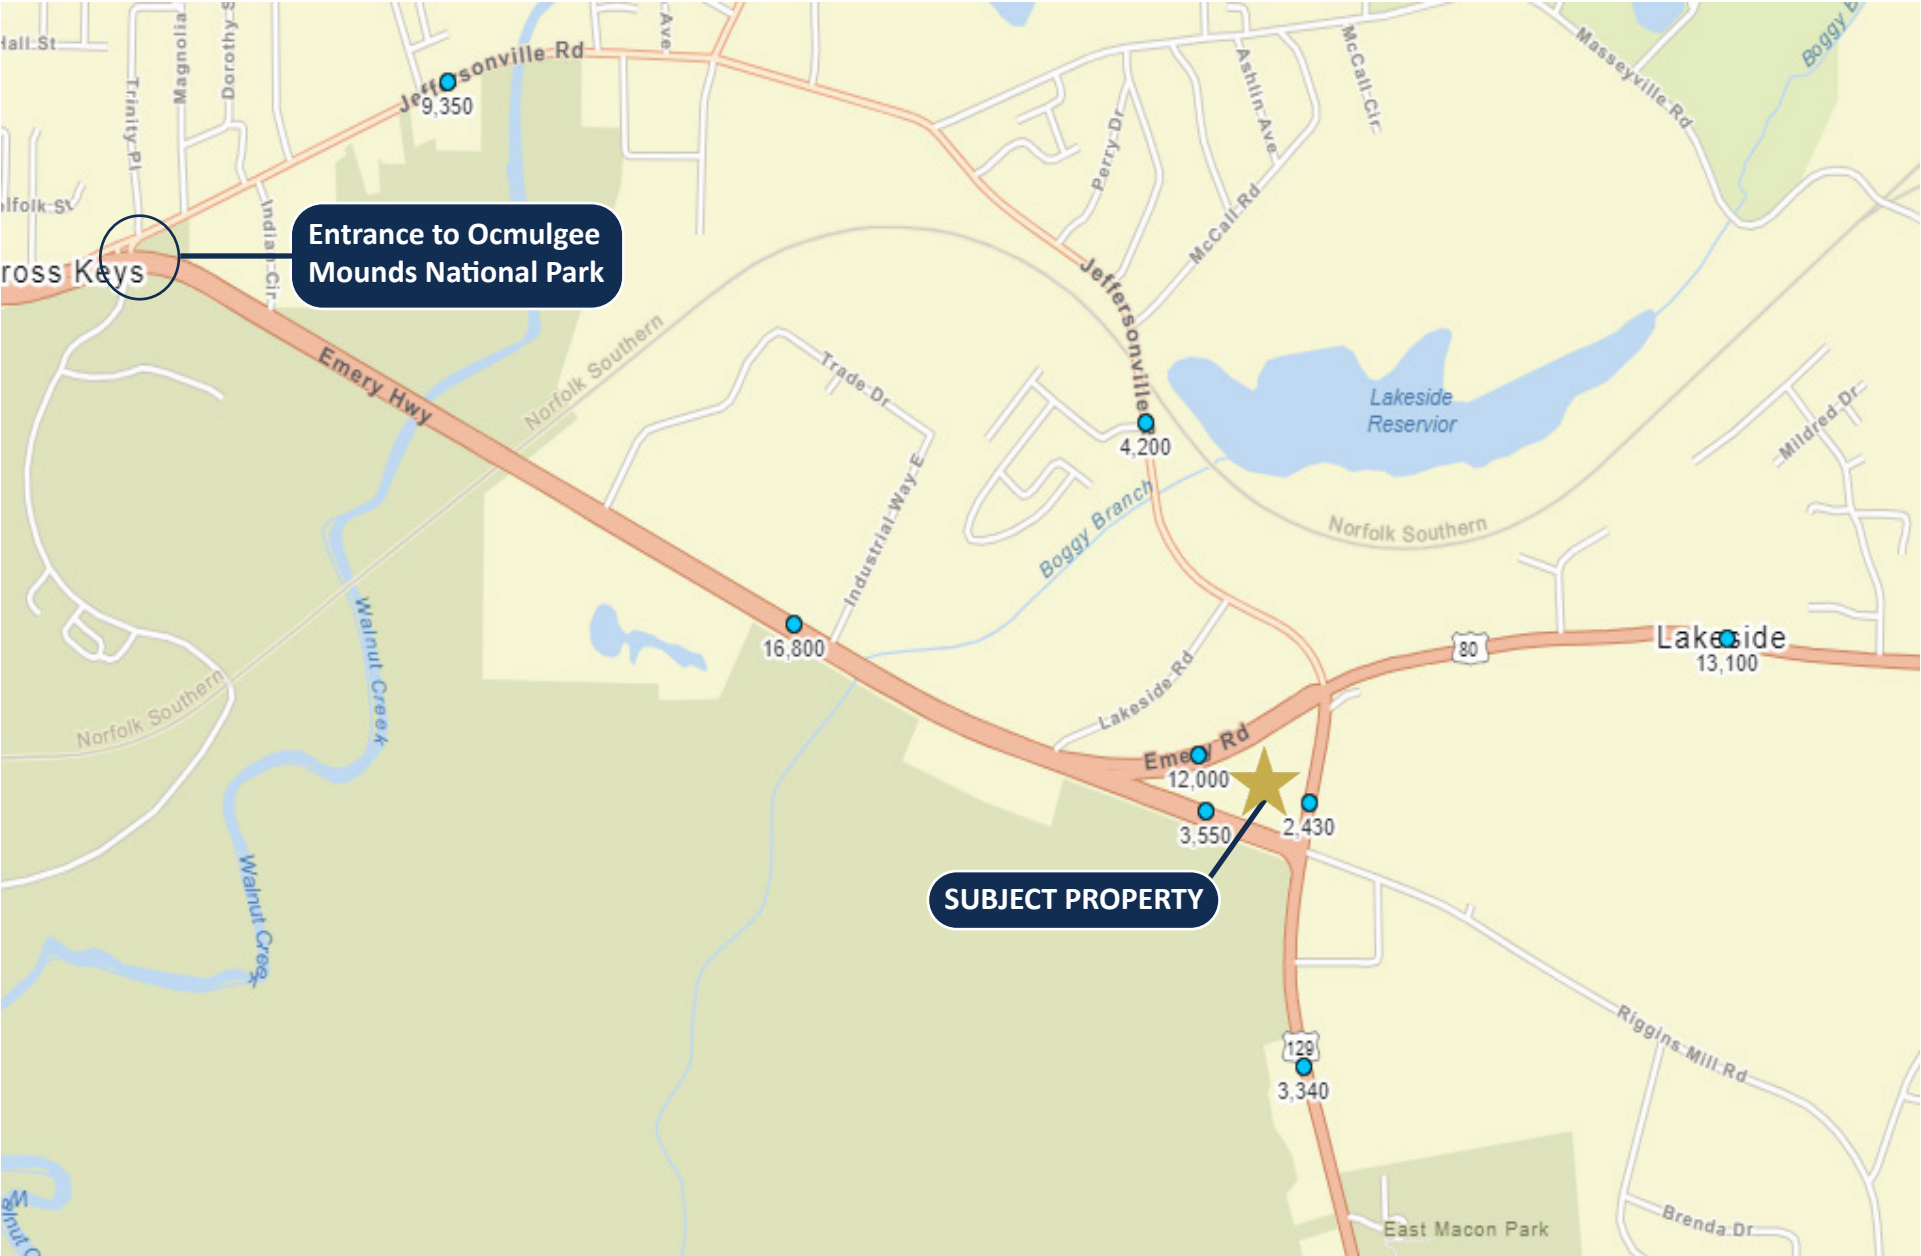 Hall St
Magnolia
Dorothy S
Trinity Pl
Ave
Jeffersonville Rd
9,350
Ashlin Ave
McCall Cir
Masseyville Rd
Boggy B
Perry Dr
McCall Rd
lfolk St
Indian Cir
Entrance to Ocmulgee
Mounds National Park
ross Keys
Jeffersonville
Emery Hwy
Norfolk Southern
Trade Dr
Lakeside
Reservior
Mildred Dr
4,200
Industrial Way E
Boggy Branch
Norfolk Southern
Walnut Creek
16,800
80
Lakeside
13,100
Lakeside Rd
Norfolk Southern
Emery Rd
12,000
3,550
2,430
SUBJECT PROPERTY
Walnut Creek
Riggins Mill Rd
129
3,340
Walnut C
Brenda Dr
East Macon Park